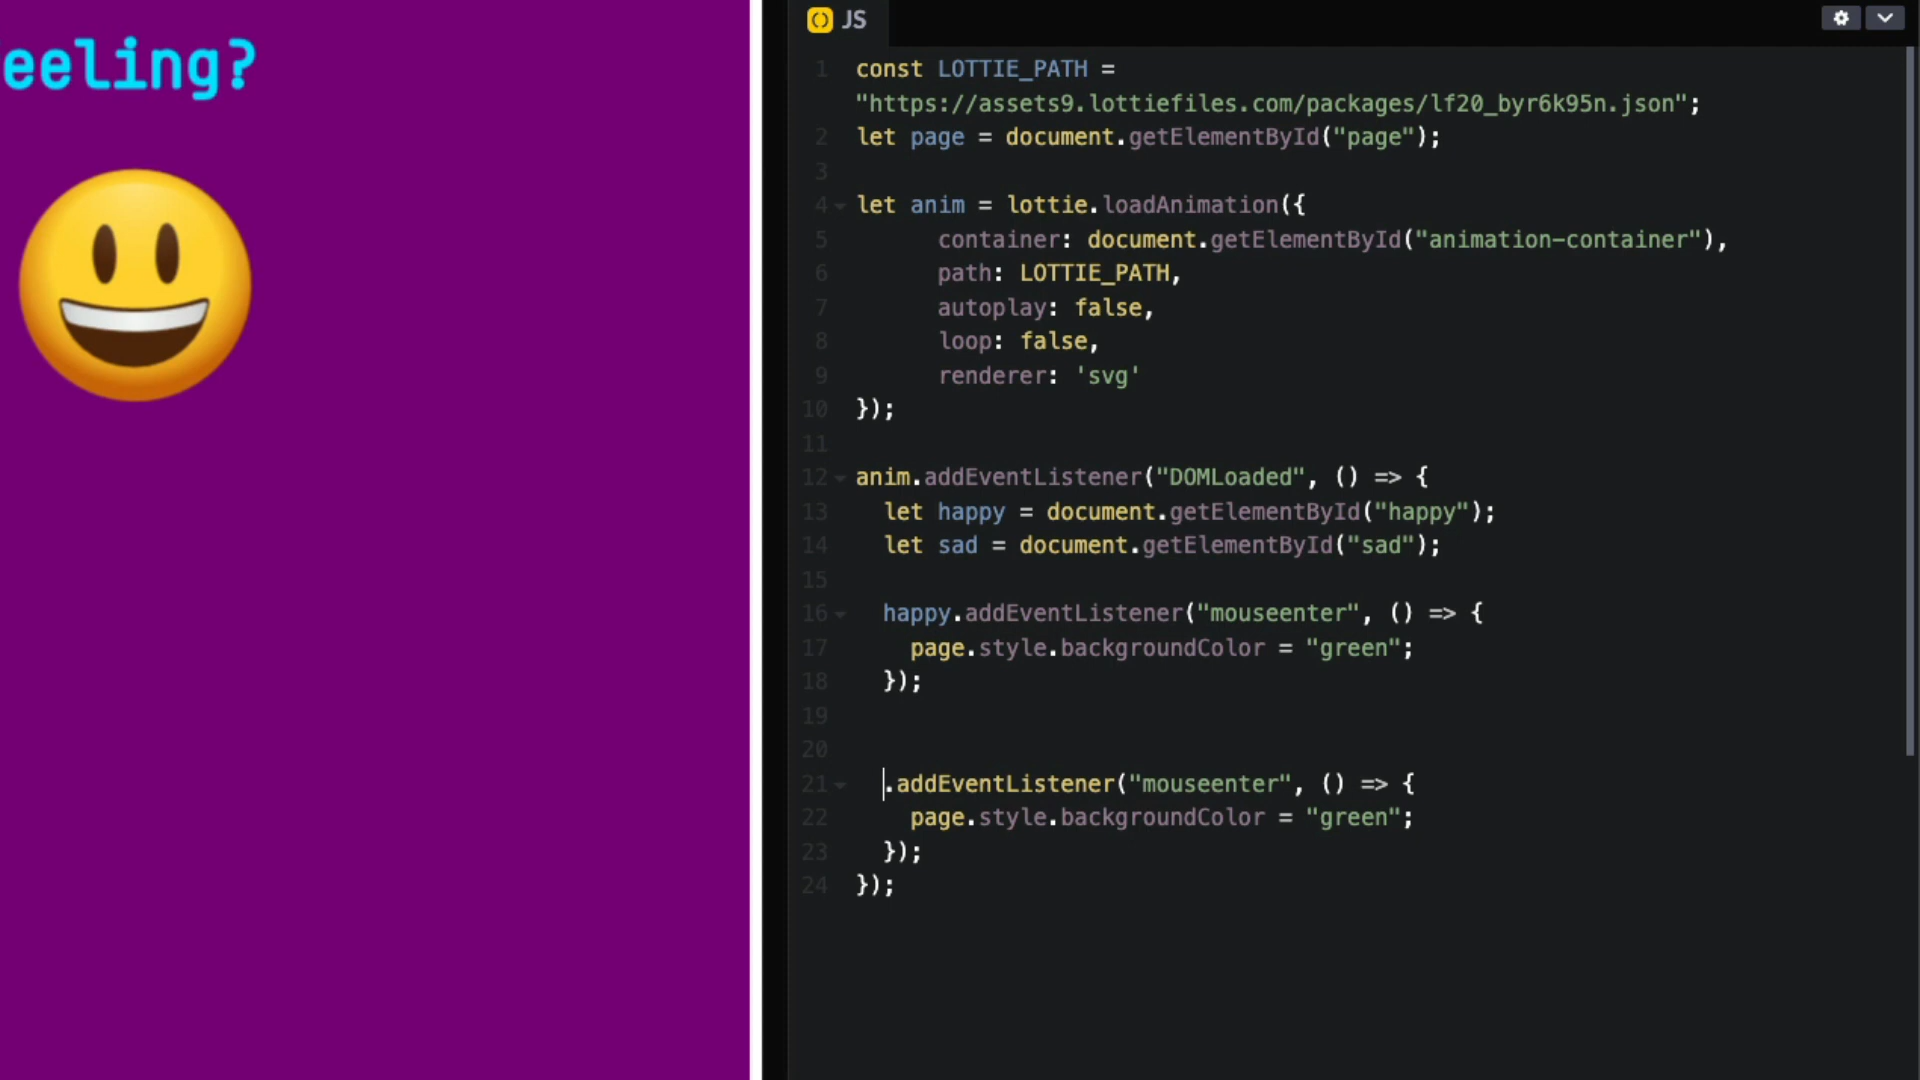 eeling?
JS
1 const LOTTIE_PATH =
"https://assets9.lottiefiles.com/packages/lf20_byr6k95n.json";
2 let page = document.getElementById("page");
3
4 let anim = lottie.loadAnimation({
5 container: document.getElementById("animation-container"),
6 path: LOTTIE_PATH,
7 autoplay: false,
8 loop: false,
9 renderer: 'svg'
10 });
11
12 anim.addEventListener("DOMLoaded", () => {
13 let happy = document.getElementById("happy");
14 let sad = document.getElementById("sad");
15
16 happy.addEventListener("mouseenter", () => {
17 page.style.backgroundColor = "green";
18 });
19
20
21 .addEventListener("mouseenter", () => {
22 page.style.backgroundColor = "green";
23 });
24 });